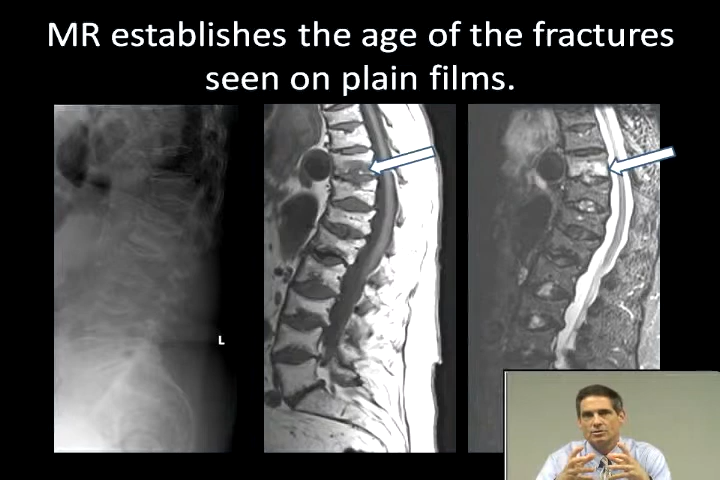 MR establishes the age of the fractures
seen on plain films.
L